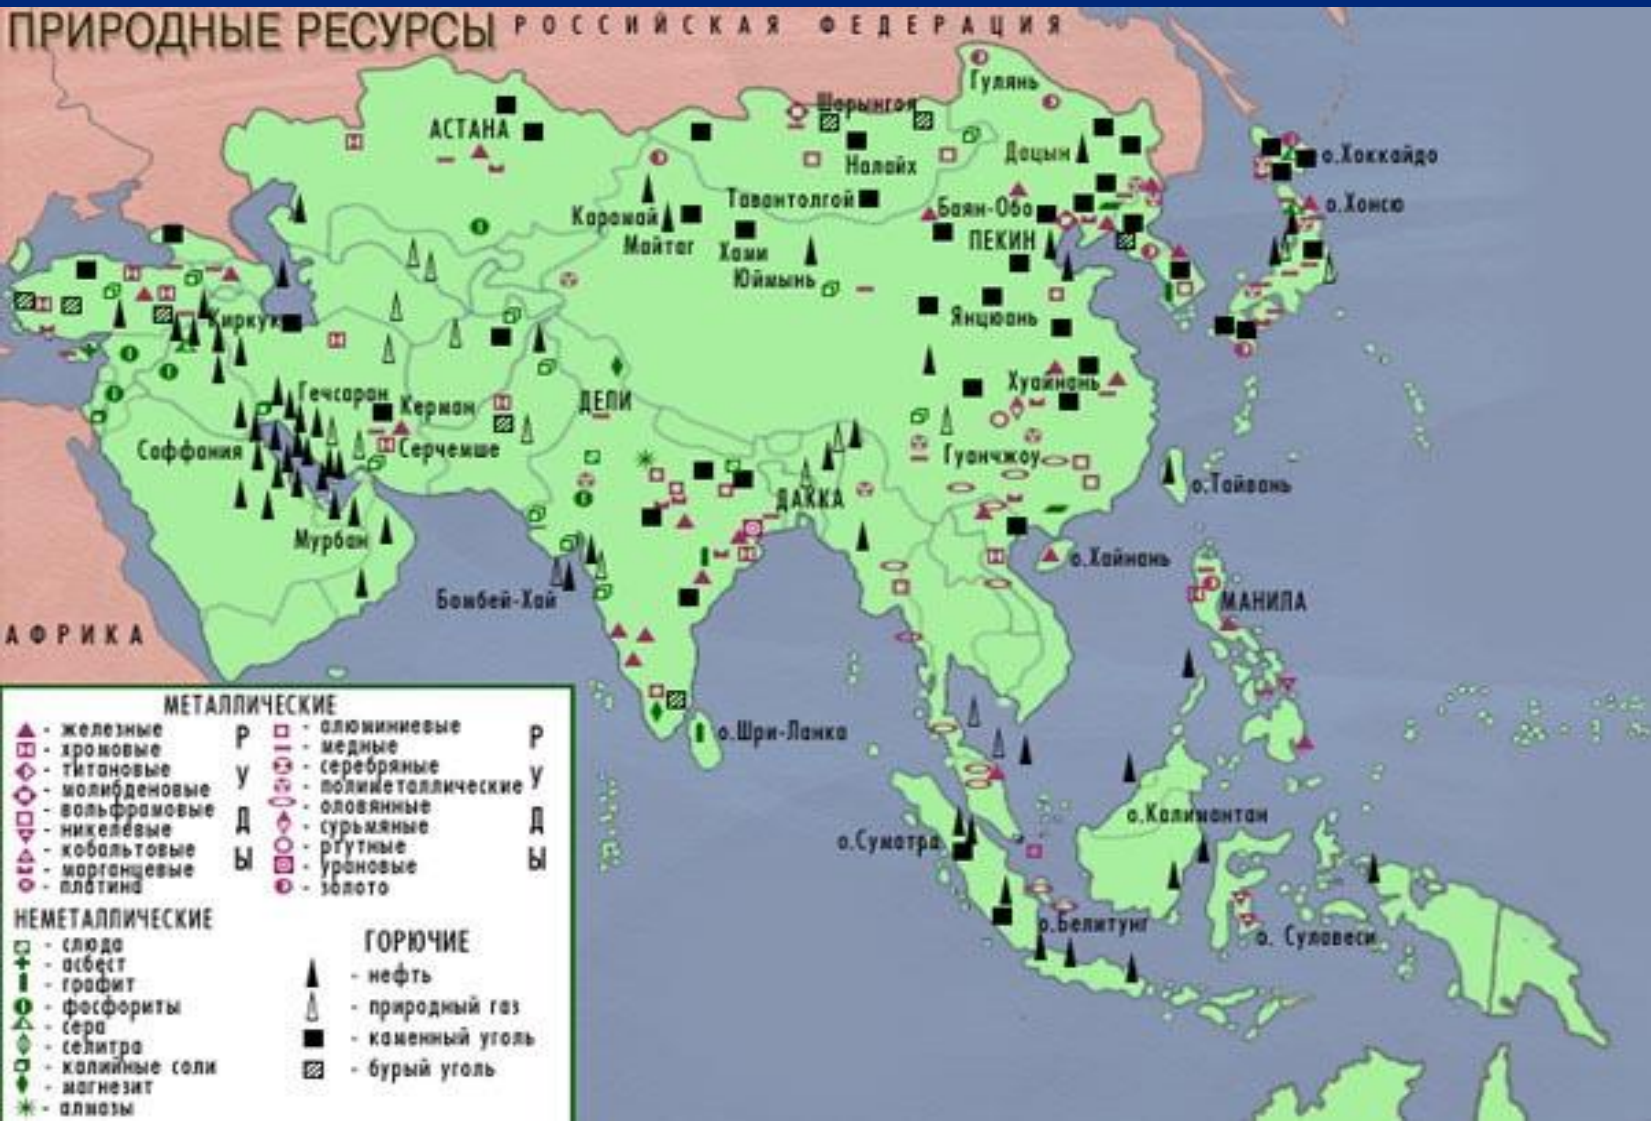 ПРИРОДНЫЕ РЕСУРСЫ
РОССИЙСКАЯ ФЕДЕРАЦИЯ
Гулянь
Шарынгол
АСТАНА
Дацын
о.Хоккайдо
Налайх
Тавантолгой
Баян-Обо
о.Хонсю
Карамай
ПЕКИН
Майтаг
Хами
Юймынь
Киркук
Янцюань
Гечсаран
Керман
ДЕЛИ
Хуайнань
Саффания
Серчемше
Гуанчжоу
о.Тайвань
ДАККА
Мурбан
о.Хайнань
Бомбей-Хай
МАНИЛА
АФРИКА
о.Шри-Ланка
о.Калимантан
о.Суматра
о.Белитунг
о. Сулавеси
МЕТАЛЛИЧЕСКИЕ
РУДЫ
- железные
- хромовые
- титановые
- молибденовые
- вольфрамовые
- никелевые
- кобальтовые
- марганцевые
- платина
РУДЫ
- алюминиевые
- медные
- серебряные
- полиметаллические
- оловянные
- сурьмяные
- ртутные
- урановые
- золото
НЕМЕТАЛЛИЧЕСКИЕ
- слюда
- асбест
- графит
- фосфориты
- сера
- селитра
- калийные соли
- магнезит
- алмазы
ГОРЮЧИЕ
- нефть
- природный газ
- каменный уголь
- бурый уголь